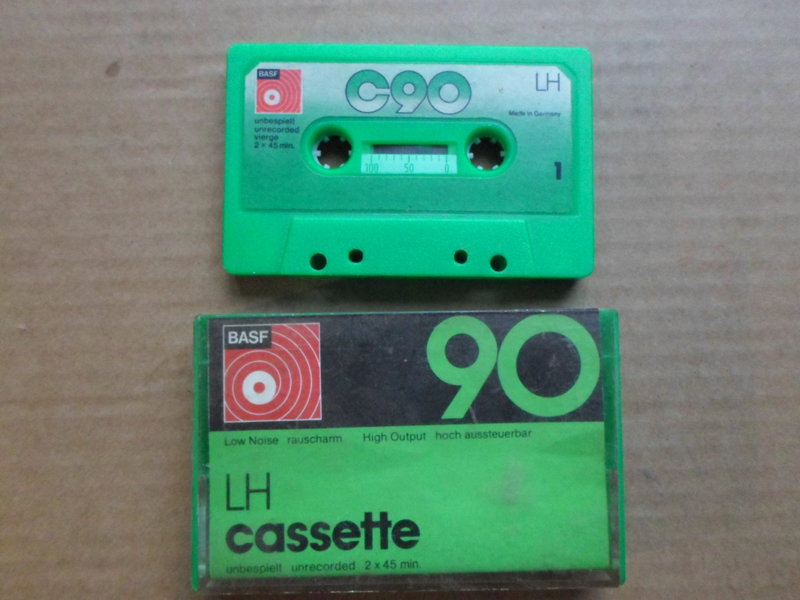 BASF
C90
LH
Made in Germany
unbespielt
unrecorded
vierge
2 x 45 min.
100 50 0
1
BASF
90
Low Noise rauscharm High Output hoch aussteuerbar
LH
cassette
unbespielt unrecorded 2 x 45 min.